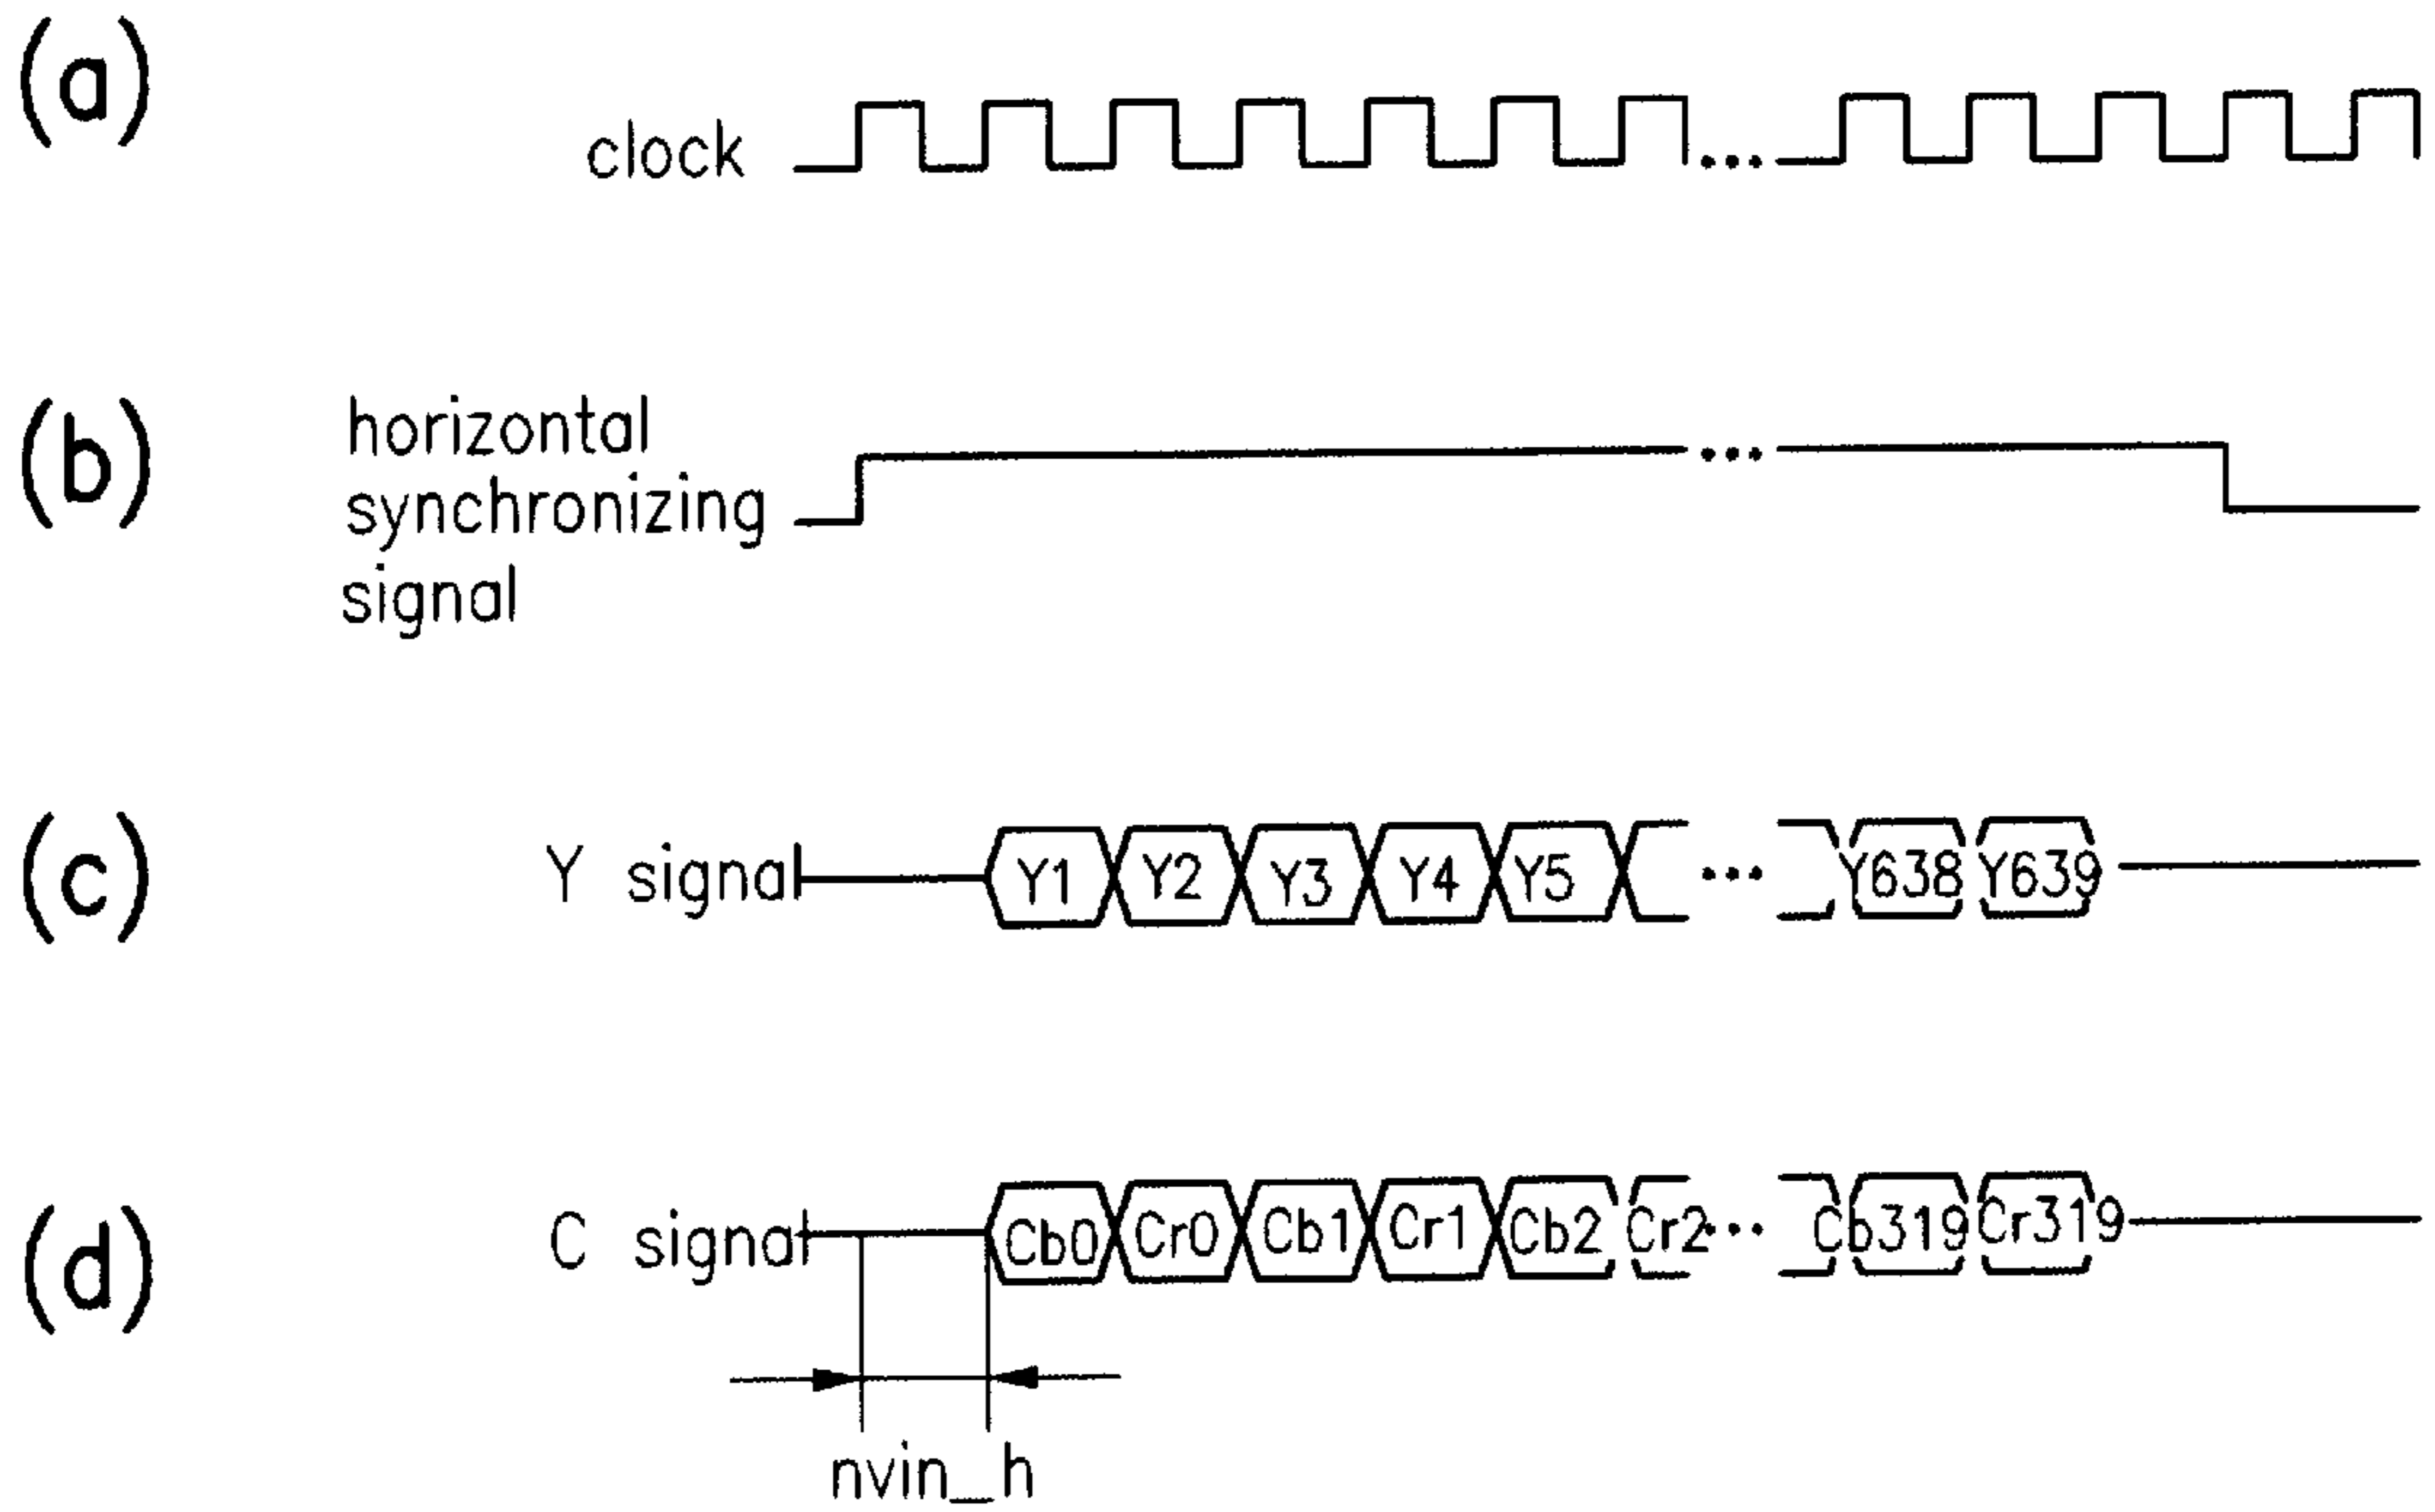 (a)
clock
...
(b)
horizontal
synchronizing
signal
...
(c)
Y signal
Y1 Y2 Y3 Y4 Y5 ... Y638 Y639
(d)
C signal
Cb0 Cr0 Cb1 Cr1 Cb2 Cr2... Cb319 Cr319
nvin_h